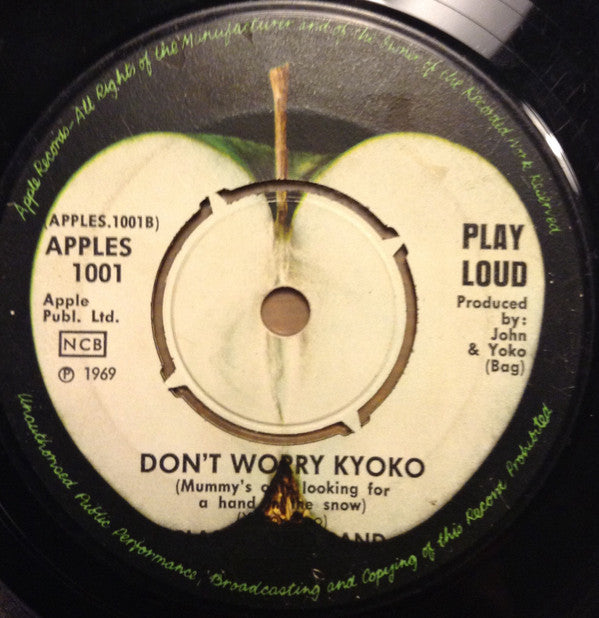 Apple Records-All Rights of the Manufacturer and of the Owner of the Recorded Work Reserved
(APPLES.1001B)
APPLES
1001
Apple
Publ. Ltd.
NCB
℗ 1969
PLAY
LOUD
Produced
by:
John
& Yoko
(Bag)
DON'T WORRY KYOKO
(Mummy's only looking for
a hand in the snow)
Unauthorised Public Performance, Broadcasting and Copying of this Record Prohibited